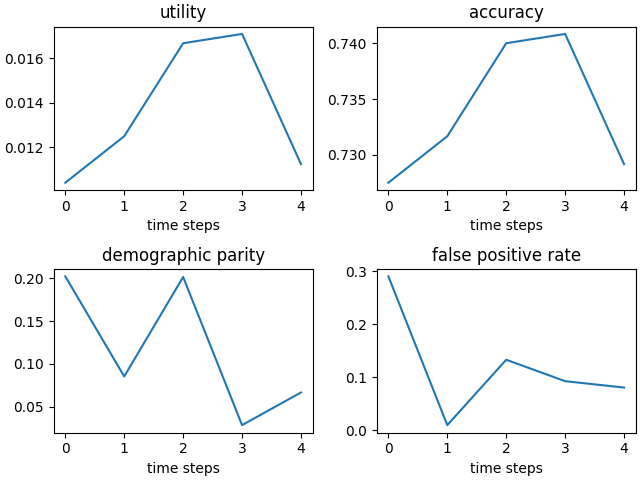 utility
accuracy
0.016
0.014
0.012
0 1 2 3 4
time steps
0.740
0.735
0.730
0 1 2 3 4
time steps
demographic parity
false positive rate
0.20
0.15
0.10
0.05
0 1 2 3 4
time steps
0.3
0.2
0.1
0.0
0 1 2 3 4
time steps